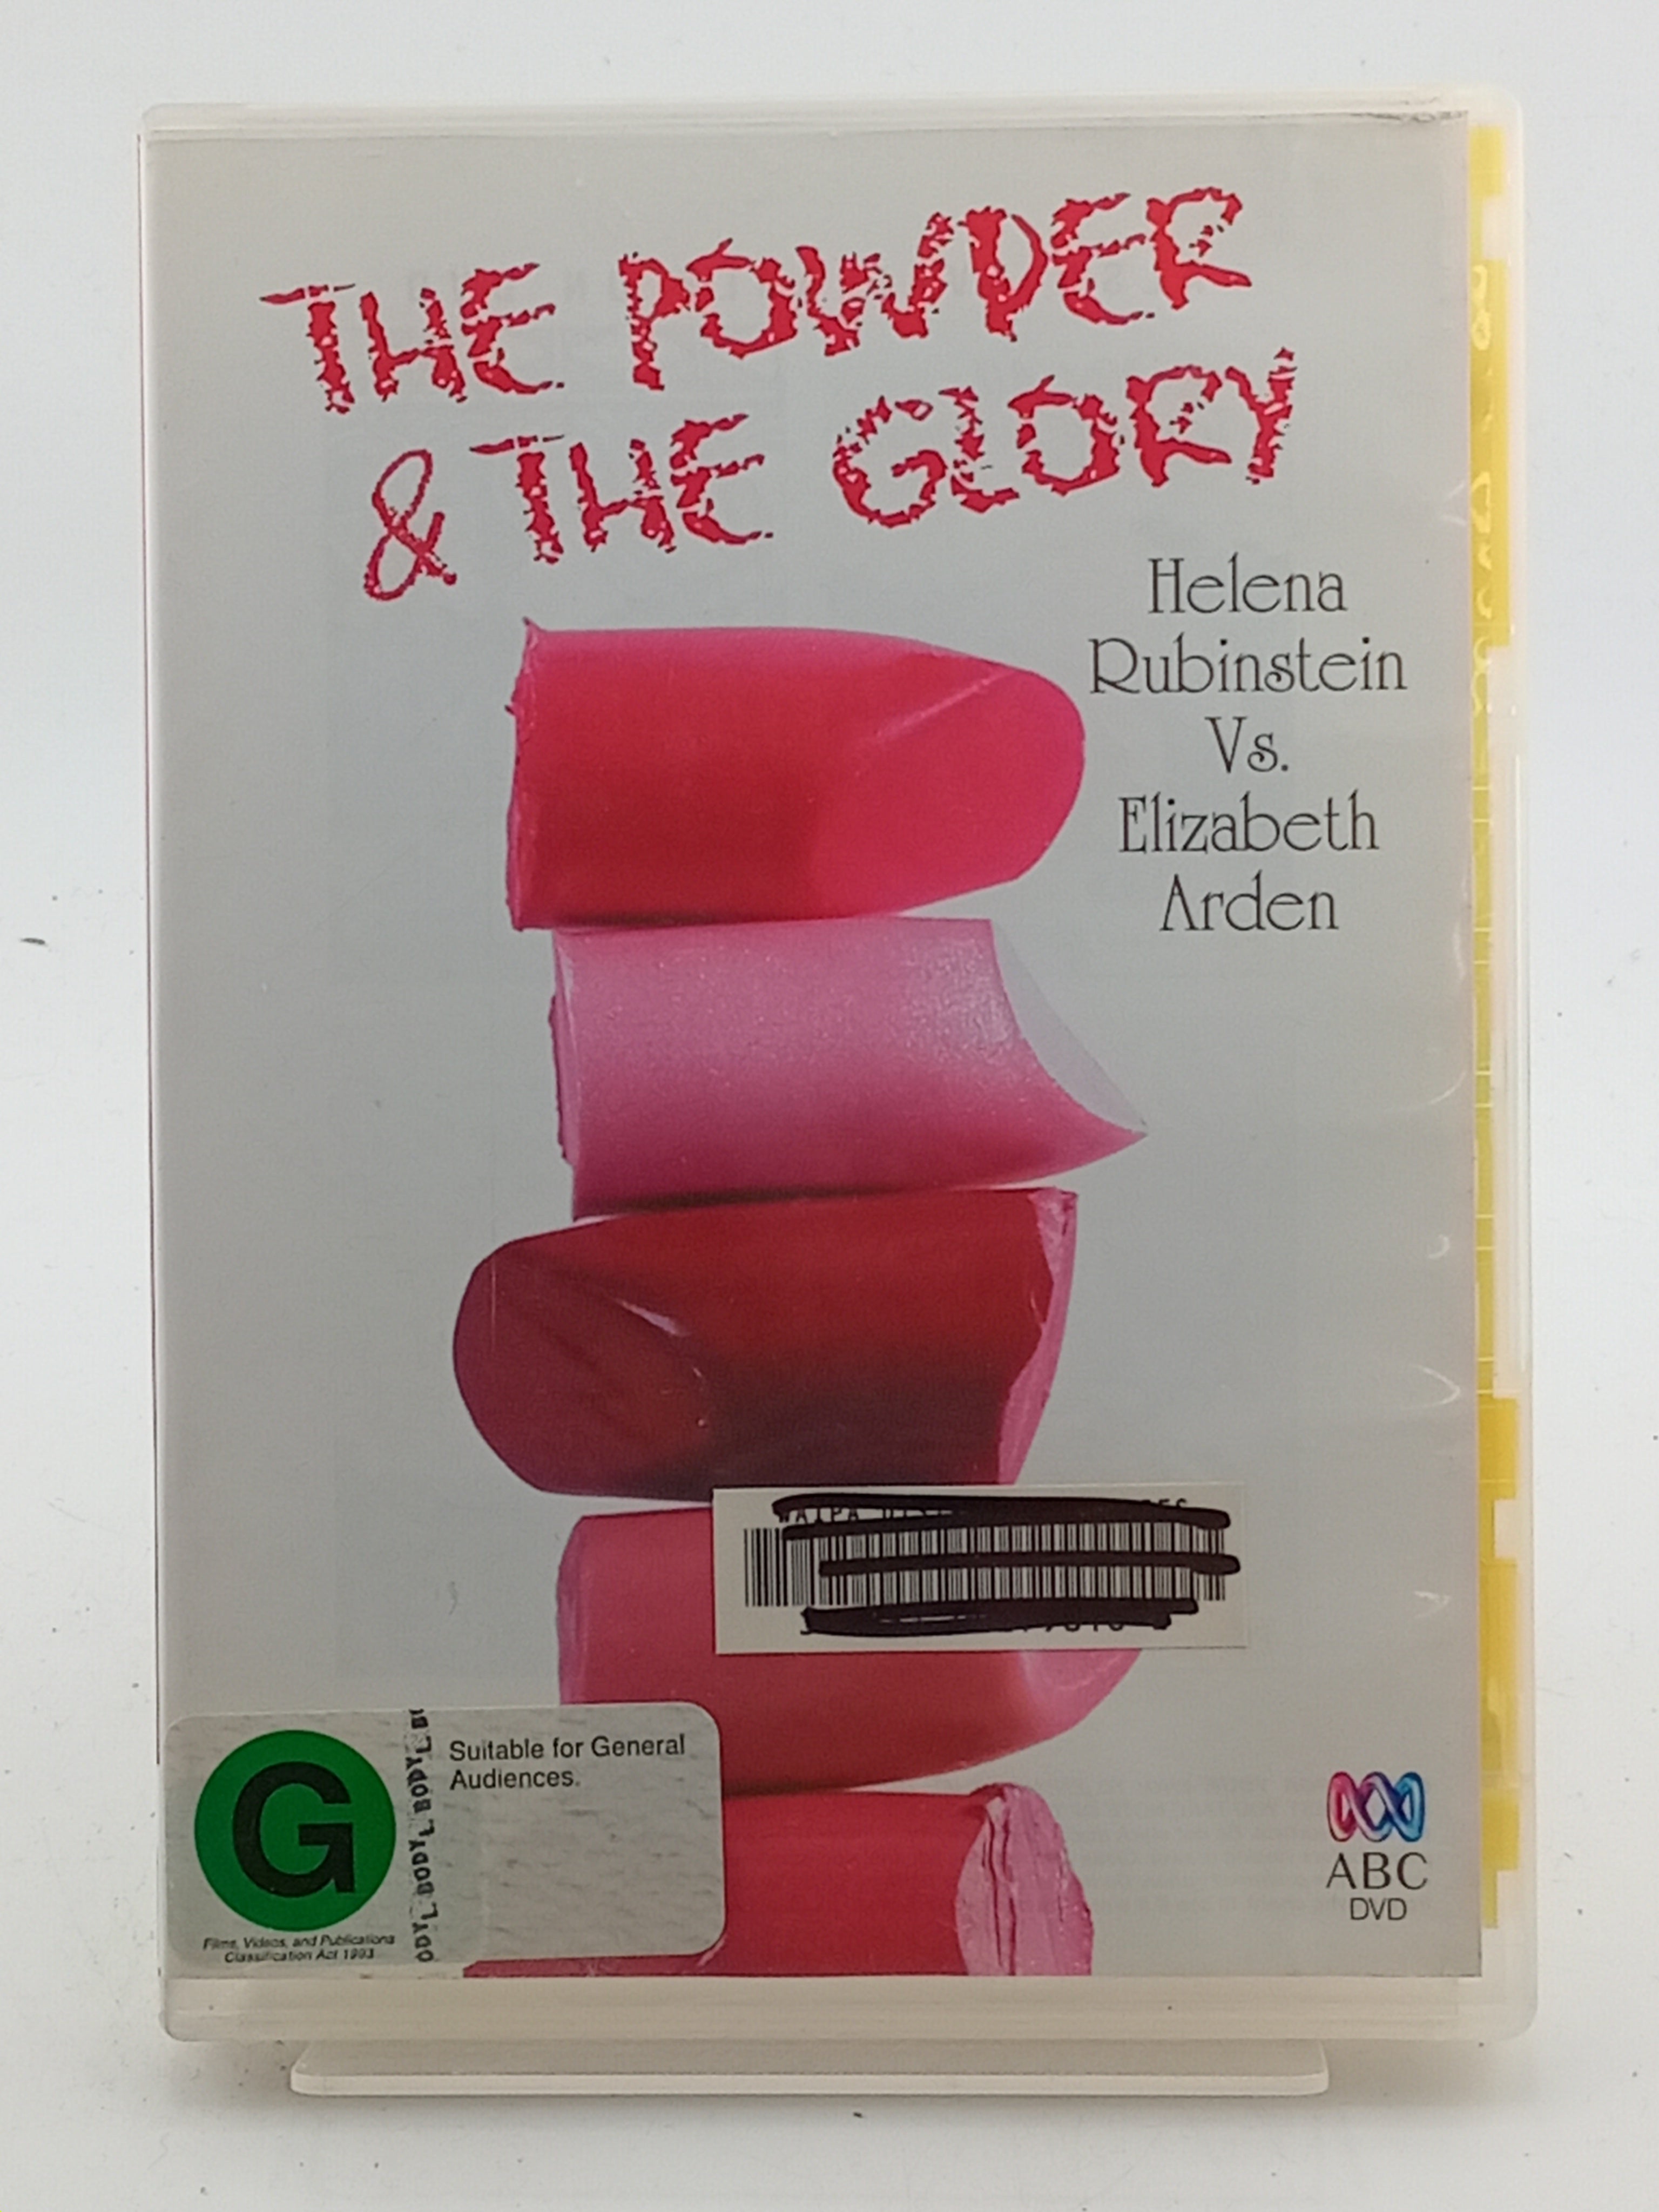 THE POWDER
& THE GLORY
Helena
Rubinstein
Vs.
Elizabeth
Arden
WAIPA
G
Suitable for General
Audiences.
Films, Videos, and Publications
Classification Act 1993
ABC
DVD